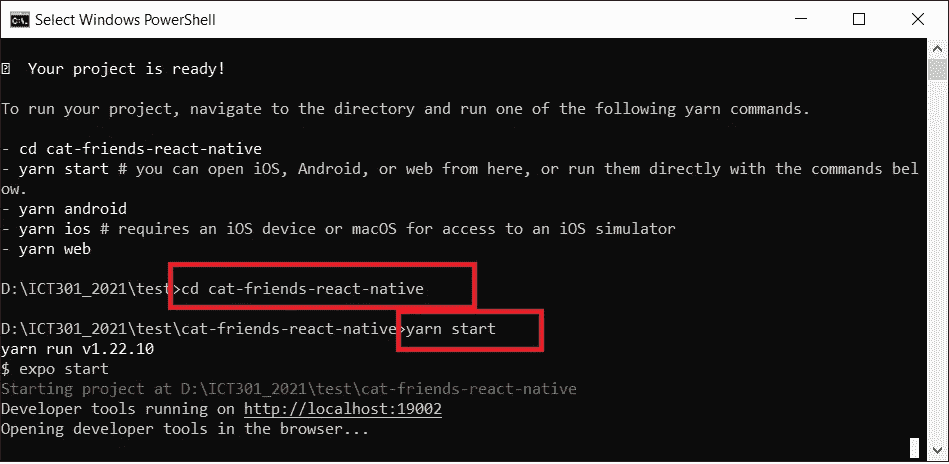 Select Windows PowerShell
Your project is ready!
To run your project, navigate to the directory and run one of the following yarn commands.
- cd cat-friends-react-native
- yarn start # you can open iOS, Android, or web from here, or run them directly with the commands bel
ow.
- yarn android
- yarn ios # requires an iOS device or macOS for access to an iOS simulator
- yarn web
D:\ICT301_2021\test>cd cat-friends-react-native
D:\ICT301_2021\test\cat-friends-react-native>yarn start
yarn run v1.22.10
$ expo start
Starting project at D:\ICT301_2021\test\cat-friends-react-native
Developer tools running on http://localhost:19002
Opening developer tools in the browser...